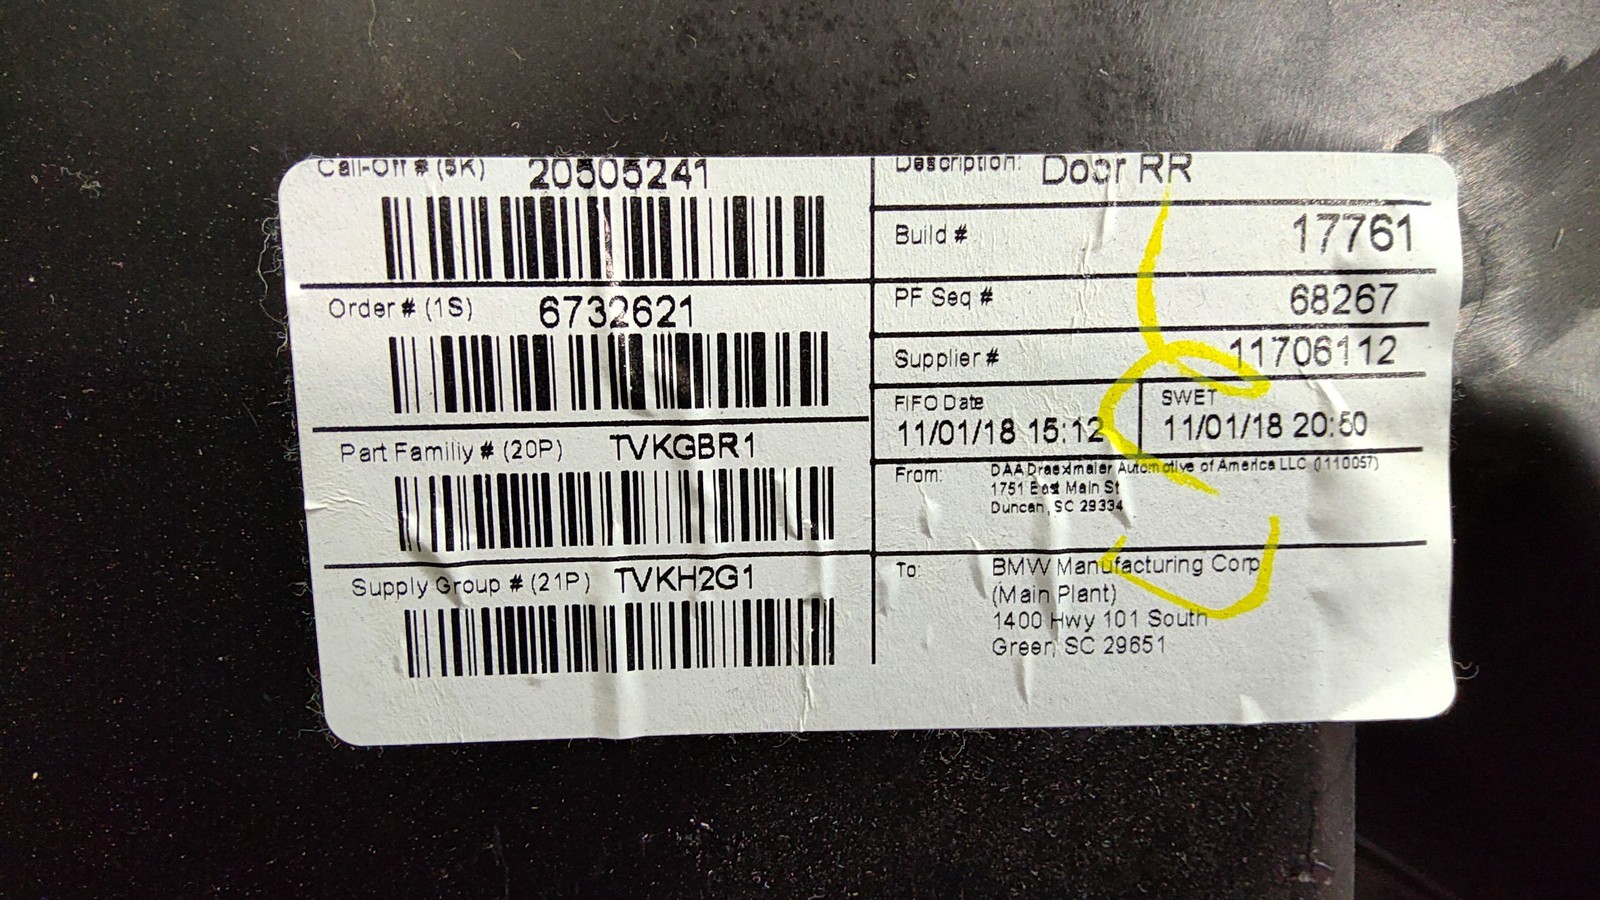 Call-Off # (5K) 20505241
Order # (1S) 6732621
Part Familiy # (20P) TVKGBR1
Supply Group # (21P) TVKH2G1
Description: Door RR
Build # 17761
PF Seq # 68267
Supplier # 11706112
FIFO Date
11/01/18 15:12
SWET
11/01/18 20:50
From: DAA Draexlmaier Automotive of America LLC (1110057)
1751 East Main St
Duncan, SC 29334
To: BMW Manufacturing Corp.
(Main Plant)
1400 Hwy 101 South
Greer, SC 29651